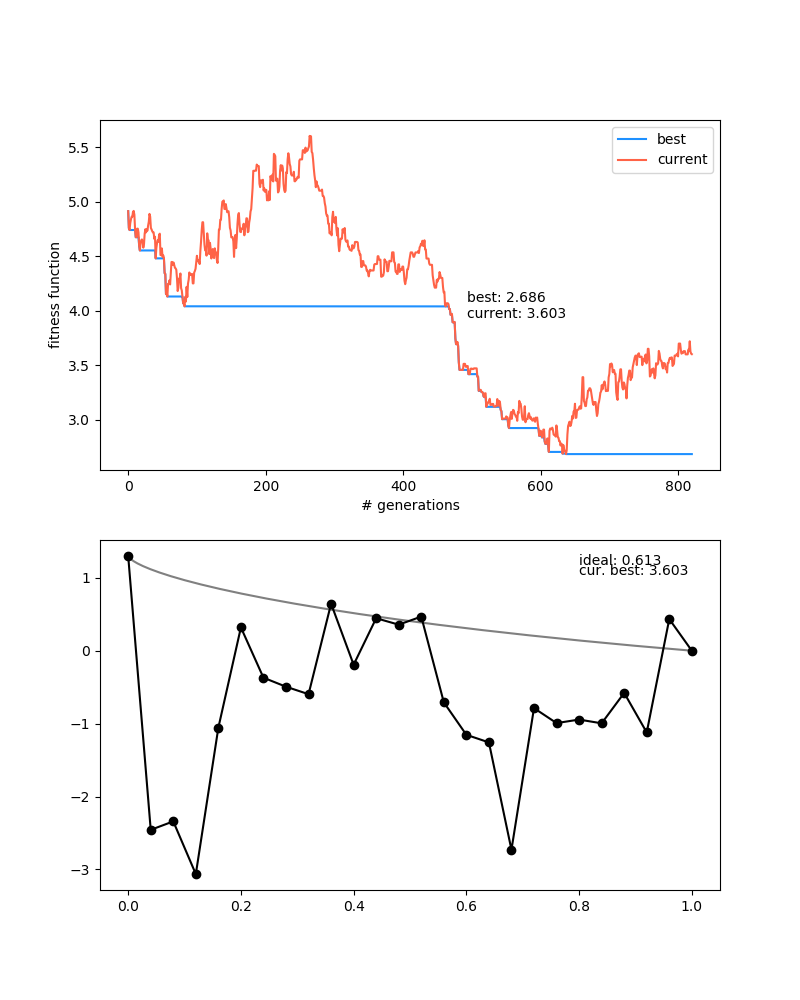 5.5
5.0
4.5
4.0
3.5
3.0
fitness function
best
current
best: 2.686
current: 3.603
0
200
400
600
800
# generations
ideal: 0.613
cur. best: 3.603
1
0
−1
−2
−3
0.0
0.2
0.4
0.6
0.8
1.0